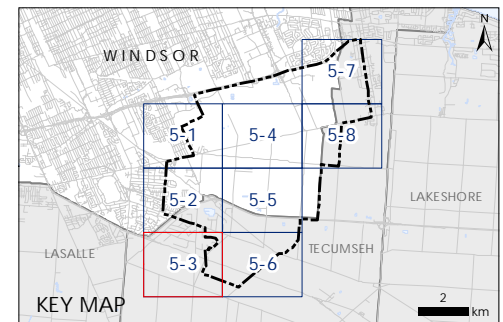 N
WINDSOR
5-7
5-1
5-4
5-8
5-2
5-5
LAKESHORE
LASALLE
5-3
5-6
TECUMSEH
KEY MAP
2
km